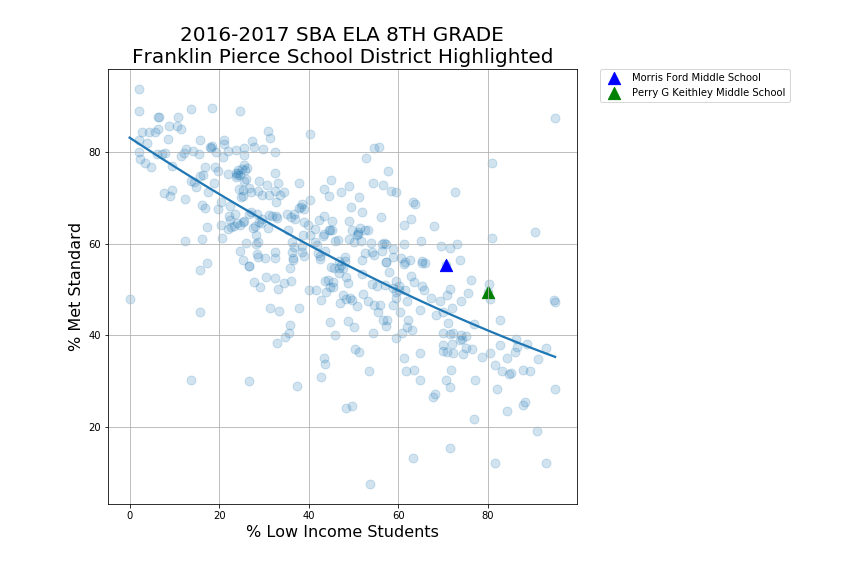 2016-2017 SBA ELA 8TH GRADE
Franklin Pierce School District Highlighted
Morris Ford Middle School
Perry G Keithley Middle School
% Met Standard
80
60
40
20
0
20
40
60
80
% Low Income Students